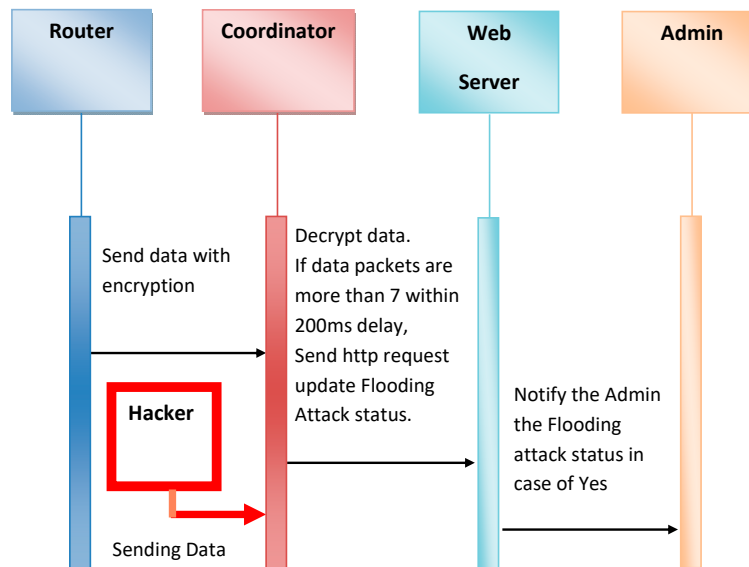 Router
Coordinator
Web
Server
Admin
Send data with
encryption
Decrypt data.
If data packets are
more than 7 within
200ms delay,
Send http request
update Flooding
Attack status.
Hacker
Sending Data
Notify the Admin
the Flooding
attack status in
case of Yes